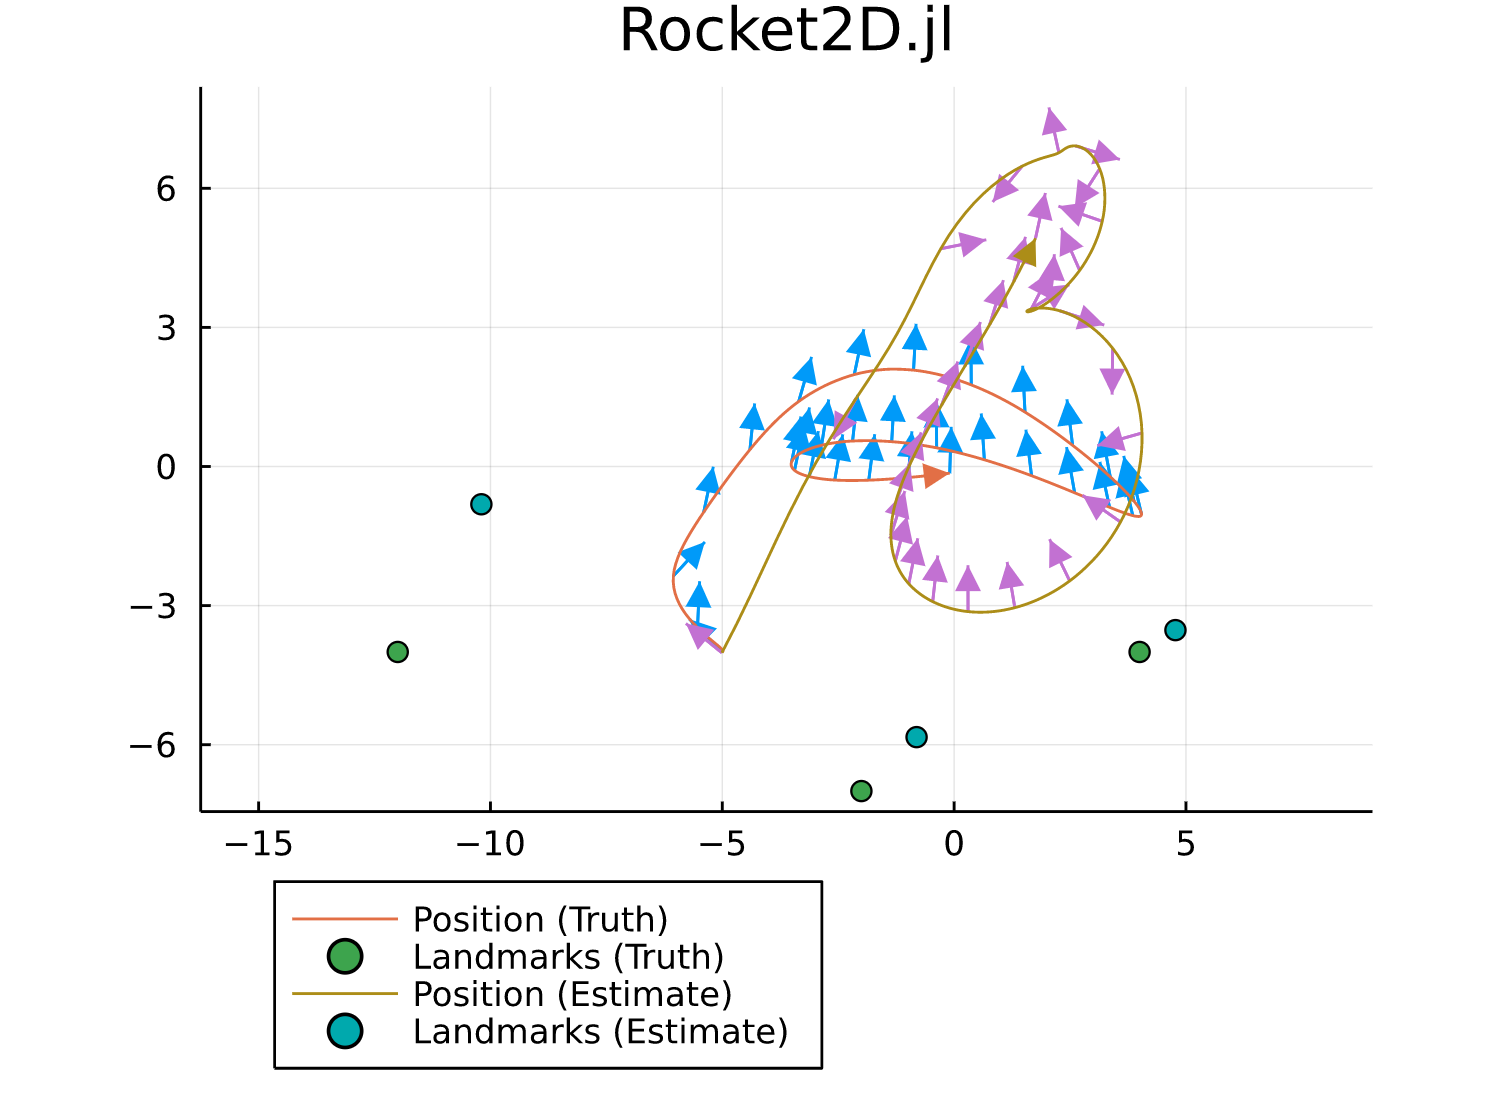 Rocket2D.jl
6
3
0
−3
−6
−15 −10 −5 0 5
Position (Truth)
Landmarks (Truth)
Position (Estimate)
Landmarks (Estimate)